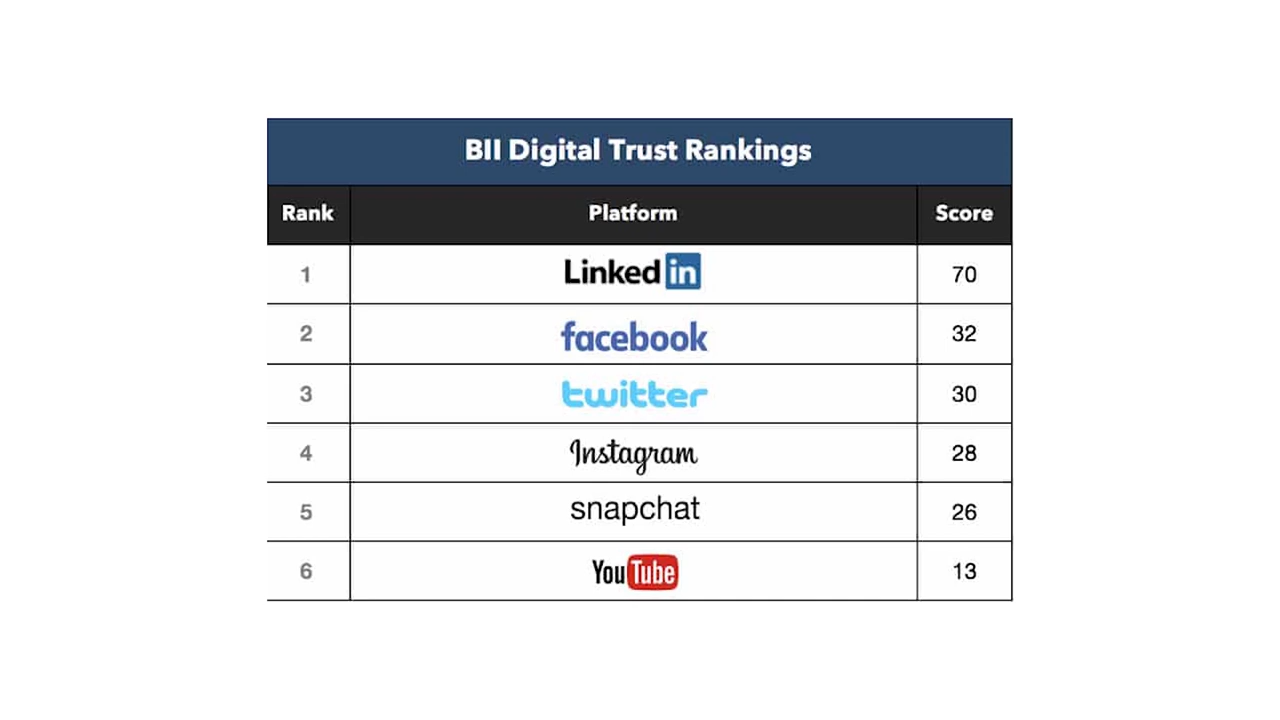 BII Digital Trust Rankings
Rank Platform Score
1 Linkedin 70
2 facebook 32
3 twitter 30
4 Instagram 28
5 snapchat 26
6 YouTube 13